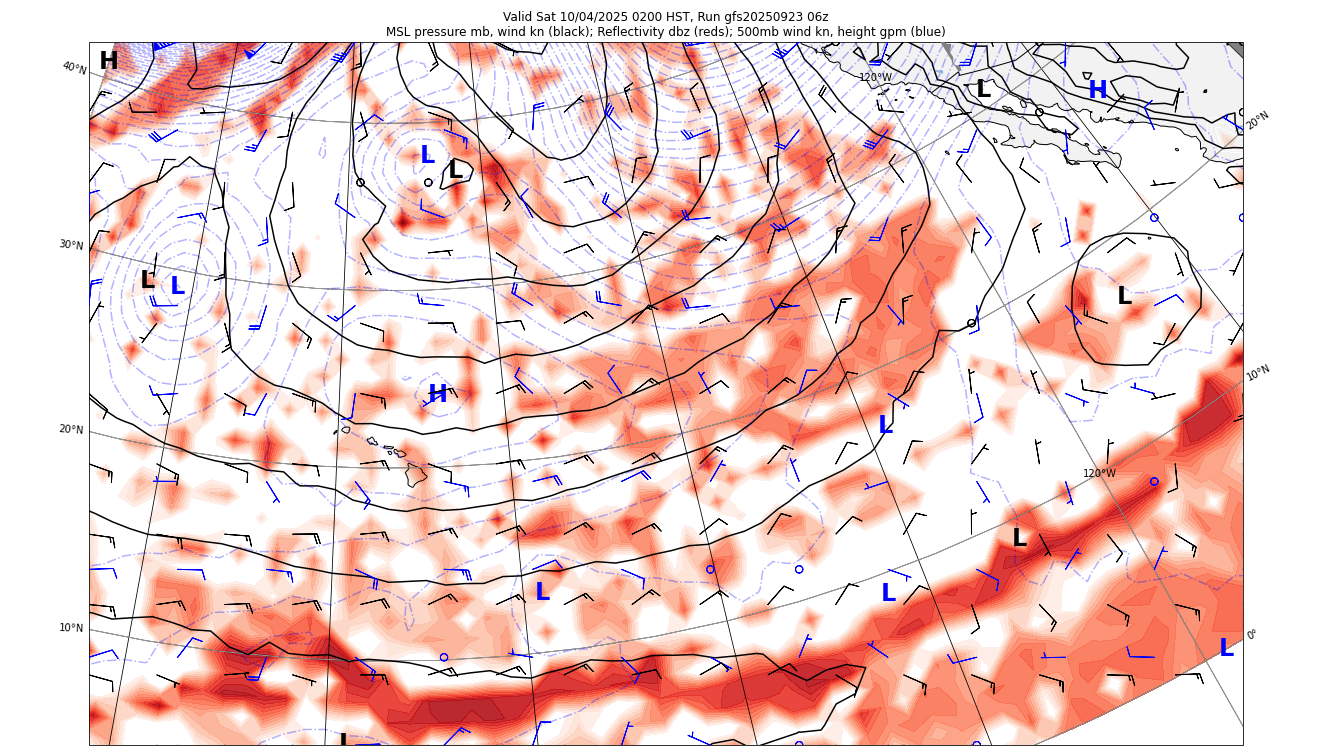 Valid Sat 10/04/2025 0200 HST, Run gfs20250923 06z
MSL pressure mb, wind kn (black); Reflectivity dbz (reds); 500mb wind kn, height gpm (blue)
H
40°N
120°W
L
H
20°N
L
L
30°N
L
L
L
10°N
H
20°N
L
120°W
L
L
L
10°N
0°
L
L